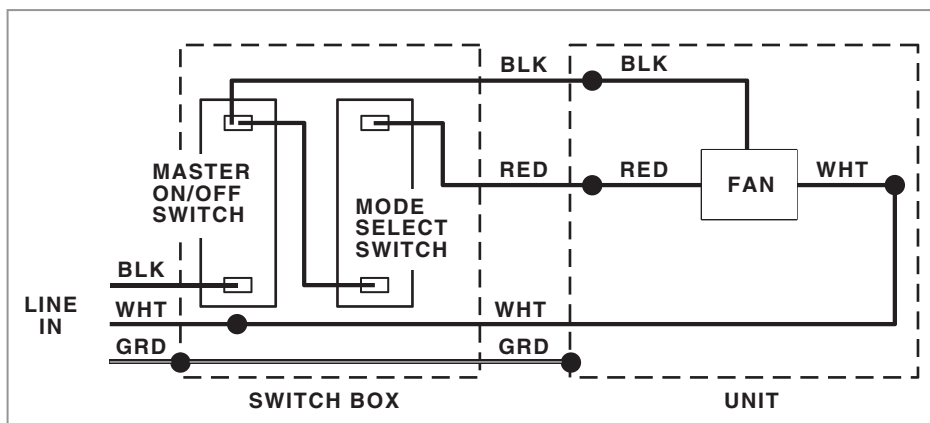 BLK
BLK
MASTER
ON/OFF
SWITCH
RED
RED
FAN
WHT
MODE
SELECT
SWITCH
BLK
LINE
IN
WHT
WHT
GRD
GRD
SWITCH BOX
UNIT